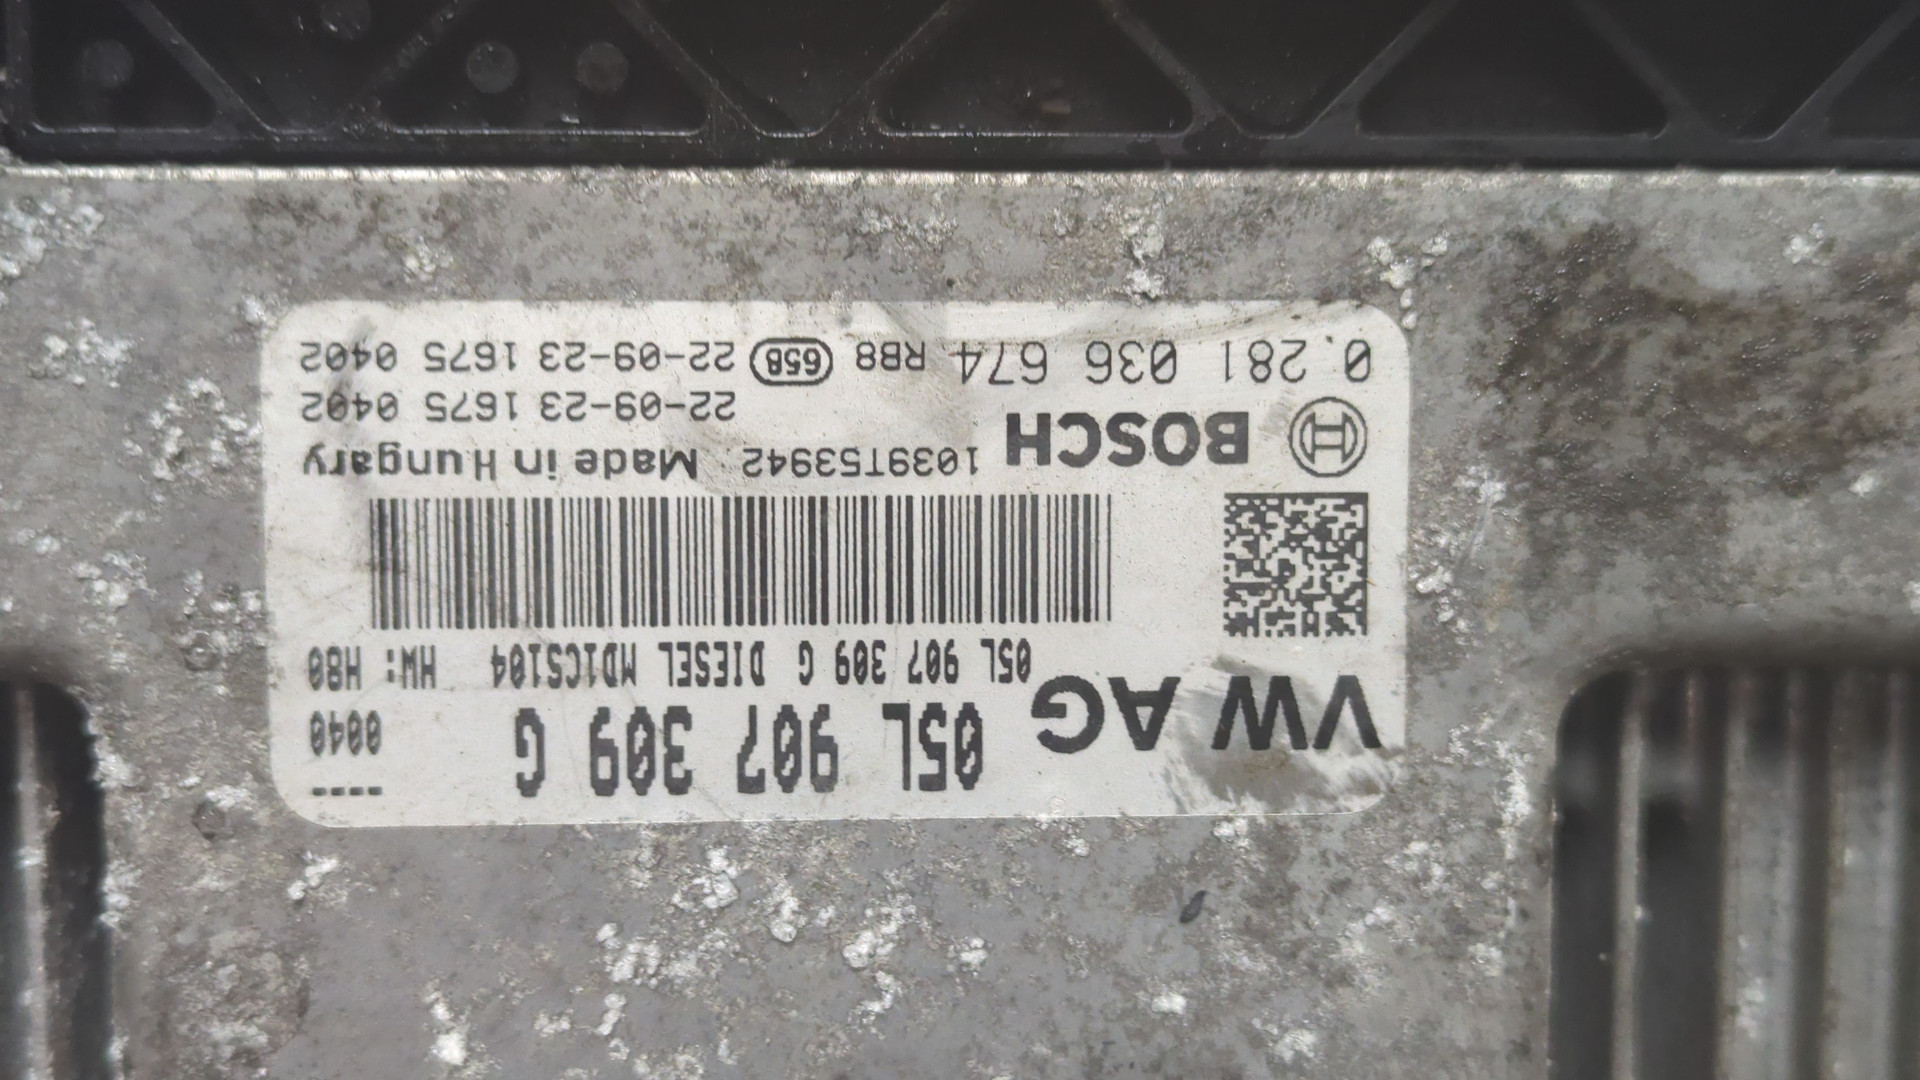 VW AG 05L 907 309 G ---- 0040
05L 907 309 G DIESEL MD1CS104 HW: H80
BOSCH 1039T53942 Made in Hungary
22-09-23 1675 0402
0.281 036 674 RB8 65B 22-09-23 1675 0402